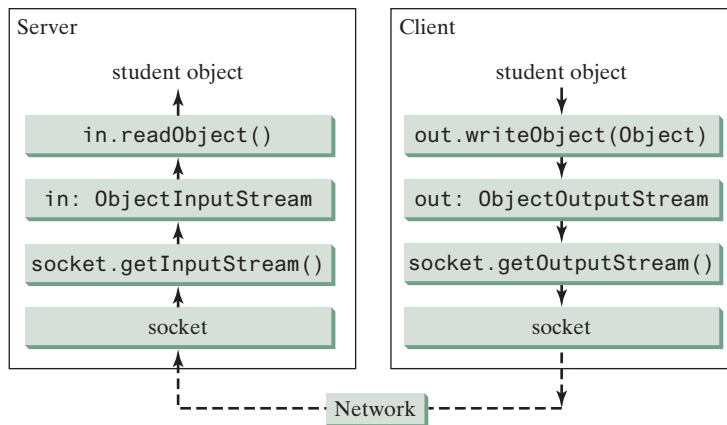 Server
student object
in.readObject()
in: ObjectInputStream
socket.getInputStream()
socket
Client
student object
out.writeObject(Object)
out: ObjectOutputStream
socket.getOutputStream()
socket
Network